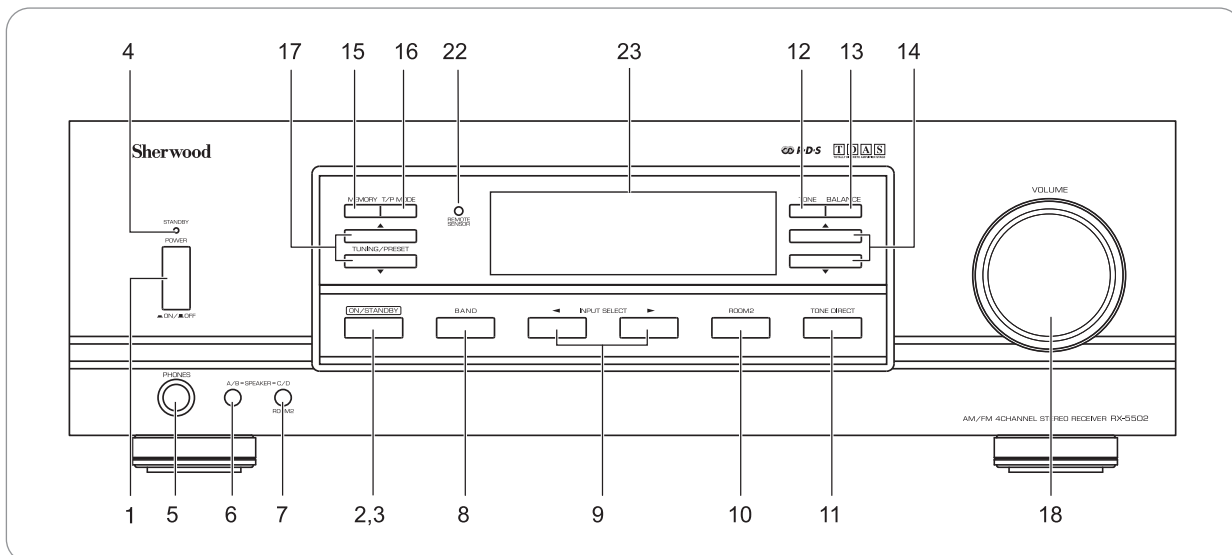 4 17 15 16 22 23 12 13 14
Sherwood
R·D·S T D A S
MEMORY T/P MODE
TONE BALANCE
VOLUME
STANDBY
REMOTE
SENSOR
POWER
▲
▲
TUNING/PRESET
▼
▼
ON/STANDBY
BAND
◄ INPUT SELECT ►
ROOM2
TONE DIRECT
ON/OFF
PHONES
A/B - SPEAKER - C/D
ROOM2
AM/FM 4CHANNEL STEREO RECEIVER RX-5502
1 5 6 7 2,3 8 9 10 11 18